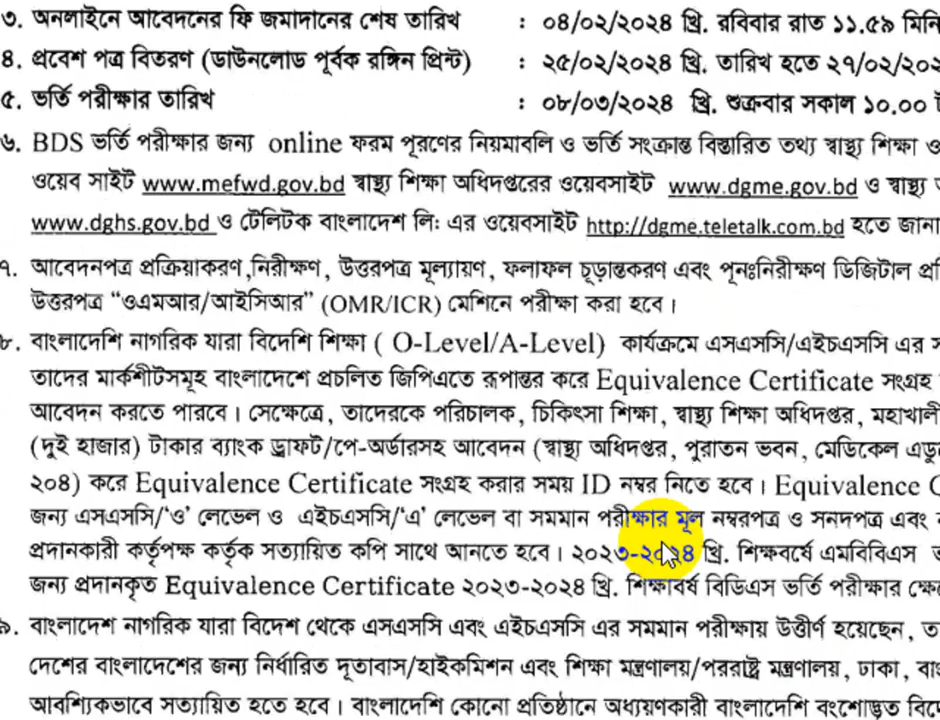 ৩. অনলাইনে আবেদনের ফি জমাদানের শেষ তারিখ : ০৪/০২/২০২৪ খ্রি. রবিবার রাত ১১.৫৯
৪. প্রবেশ পত্র বিতরণ (ডাউনলোড পূর্বক রঙ্গিন প্রিন্ট) : ২৫/০২/২০২৪ খ্রি. তারিখ হতে ২৭/০২/২০২
৫. ভর্তি পরীক্ষার তারিখ : ০৮/০৩/২০২৪ খ্রি. শুক্রবার সকাল ১০.০০
৬. BDS ভর্তি পরীক্ষার জন্য online ফরম পূরণের নিয়মাবলি ও ভর্তি সংক্রান্ত বিস্তারিত তথ্য স্বাস্থ্য শিক্ষা ও
ওয়েব সাইট www.mefwd.gov.bd স্বাস্থ্য শিক্ষা অধিদপ্তরের ওয়েবসাইট www.dgme.gov.bd ও স্বাস্থ্য
www.dghs.gov.bd ও টেলিটক বাংলাদেশ লি: এর ওয়েবসাইট http://dgme.teletalk.com.bd হতে জানা
৭. আবেদনপত্র প্রক্রিয়াকরণ,নিরীক্ষণ, উত্তরপত্র মূল্যায়ণ, ফলাফল চূড়ান্তকরণ এবং পূনঃনিরীক্ষণ ডিজিটাল
উত্তরপত্র “ওএমআর/আইসিআর” (OMR/ICR) মেশিনে পরীক্ষা করা হবে।
৮. বাংলাদেশি নাগরিক যারা বিদেশি শিক্ষা ( O-Level/A-Level) কার্যক্রমে এসএসসি/এইচএসসি এর
তাদের মার্কশীটসমূহ বাংলাদেশে প্রচলিত জিপিএতে রূপান্তর করে Equivalence Certificate সংগ্রহ
আবেদন করতে পারবে। সেক্ষেত্রে, তাদেরকে পরিচালক, চিকিৎসা শিক্ষা, স্বাস্থ্য শিক্ষা অধিদপ্তর, মহাখালী
(দুই হাজার) টাকার ব্যাংক ড্রাফট/পে-অর্ডারসহ আবেদন (স্বাস্থ্য অধিদপ্তর, পুরাতন ভবন, মেডিকেল
২০৪) করে Equivalence Certificate সংগ্রহ করার সময় ID নম্বর নিতে হবে। Equivalence
জন্য এসএসসি/‘ও’ লেভেল ও এইচএসসি/‘এ’ লেভেল বা সমমান পরীক্ষার মূল নম্বরপত্র ও সনদপত্র এবং
প্রদানকারী কর্তৃপক্ষ কর্তৃক সত্যায়িত কপি সাথে আনতে হবে। ২০২৩-২০২৪ খ্রি. শিক্ষবর্ষে এমবিবিএস
জন্য প্রদানকৃত Equivalence Certificate ২০২৩-২০২৪ খ্রি. শিক্ষাবর্ষ বিডিএস ভর্তি পরীক্ষার
৯. বাংলাদেশ নাগরিক যারা বিদেশ থেকে এসএসসি এবং এইচএসসি এর সমমান পরীক্ষায় উত্তীর্ণ হয়েছেন,
দেশের বাংলাদেশের জন্য নির্ধারিত দূতাবাস/হাইকমিশন এবং শিক্ষা মন্ত্রণালয়/পররাষ্ট্র মন্ত্রণালয়, ঢাকা,
আবশ্যিকভাবে সত্যায়িত হতে হবে। বাংলাদেশি কোনো প্রতিষ্ঠানে অধ্যয়ণকারী বাংলাদেশি বংশোদ্ভূত